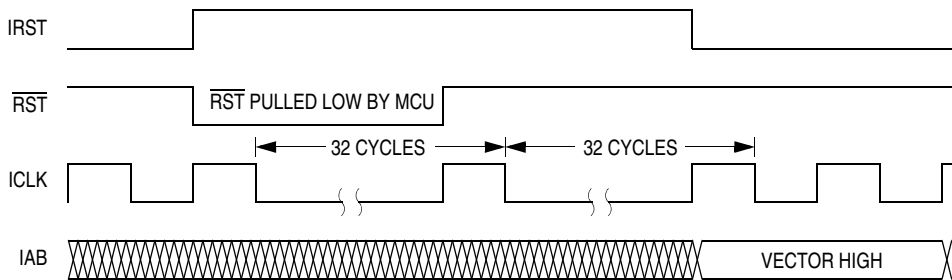 IRST
RST
RST PULLED LOW BY MCU
32 CYCLES
32 CYCLES
ICLK
IAB
VECTOR HIGH